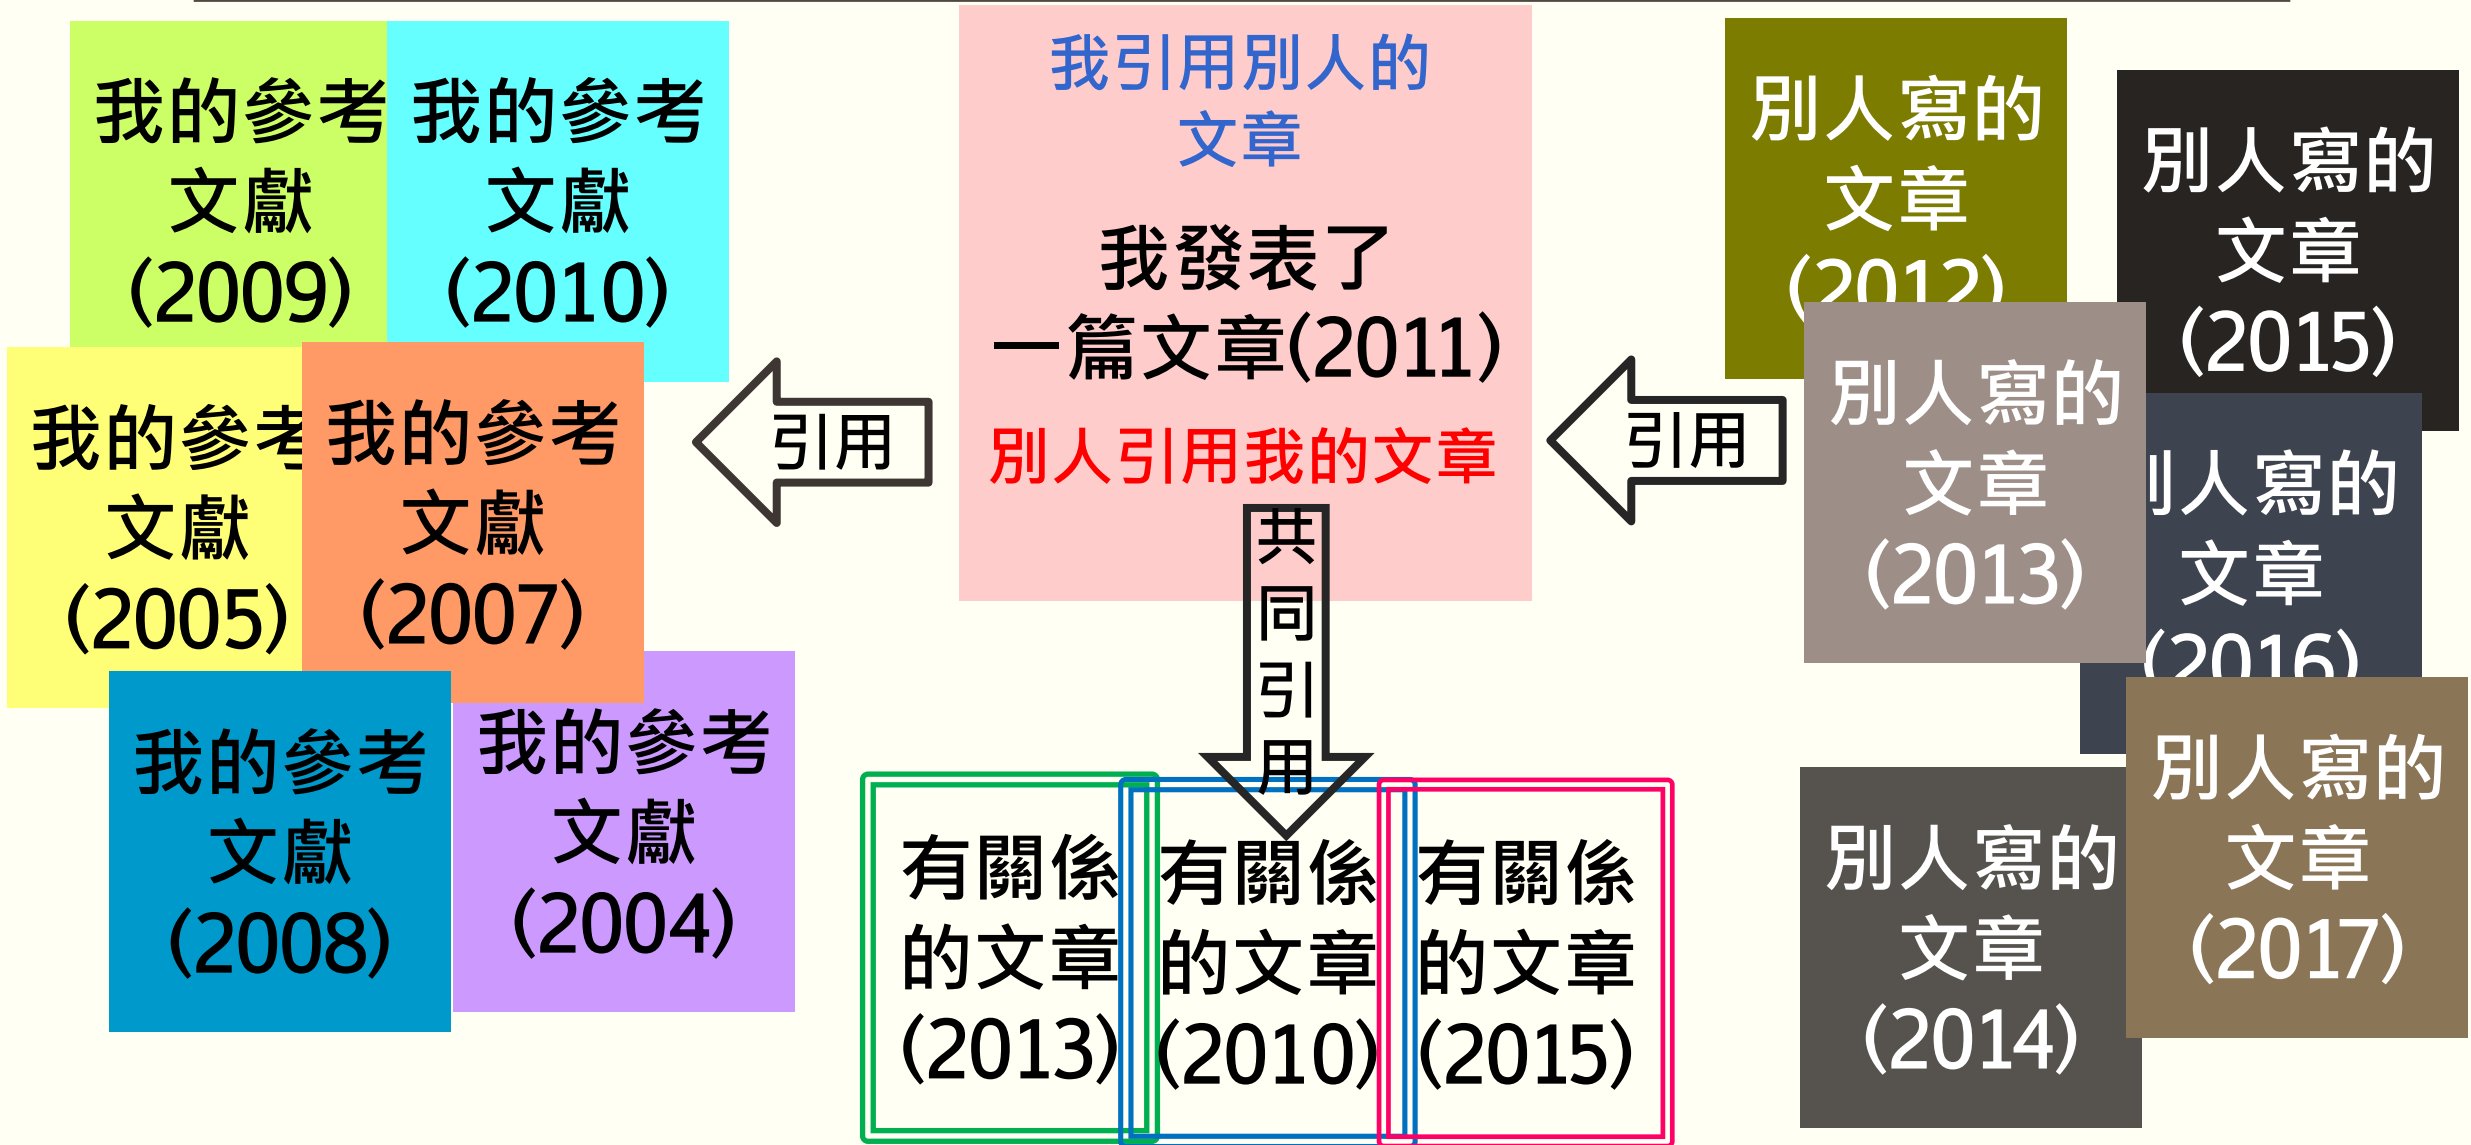 我的參考
文獻
(2009)
我的參考
文獻
(2010)
我的參考
文獻
(2005)
我的參考
文獻
(2007)
我的參考
文獻
(2008)
我的參考
文獻
(2004)
引用
我引用別人的
文章
我發表了
一篇文章(2011)
別人引用我的文章
共
同
引
用
有關係
的文章
(2013)
有關係
的文章
(2010)
有關係
的文章
(2015)
引用
別人寫的
文章
(2012)
別人寫的
文章
(2015)
別人寫的
文章
(2013)
別人寫的
文章
(2016)
別人寫的
文章
(2017)
別人寫的
文章
(2014)